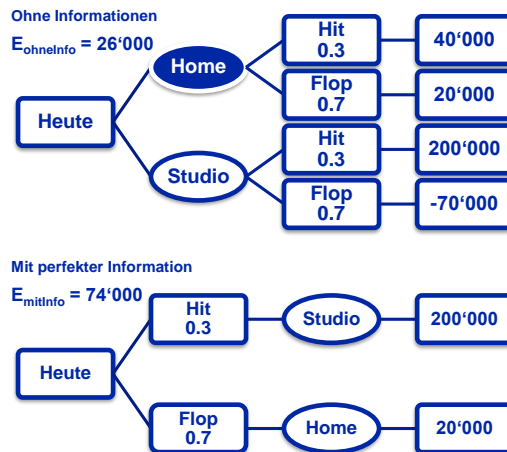 Ohne Informationen
E_ohneInfo = 26‘000
Home
Hit
0.3
40‘000
Flop
0.7
20‘000
Heute
Studio
Hit
0.3
200‘000
Flop
0.7
-70‘000
Mit perfekter Information
E_mitInfo = 74‘000
Hit
0.3
Studio
200‘000
Heute
Flop
0.7
Home
20‘000